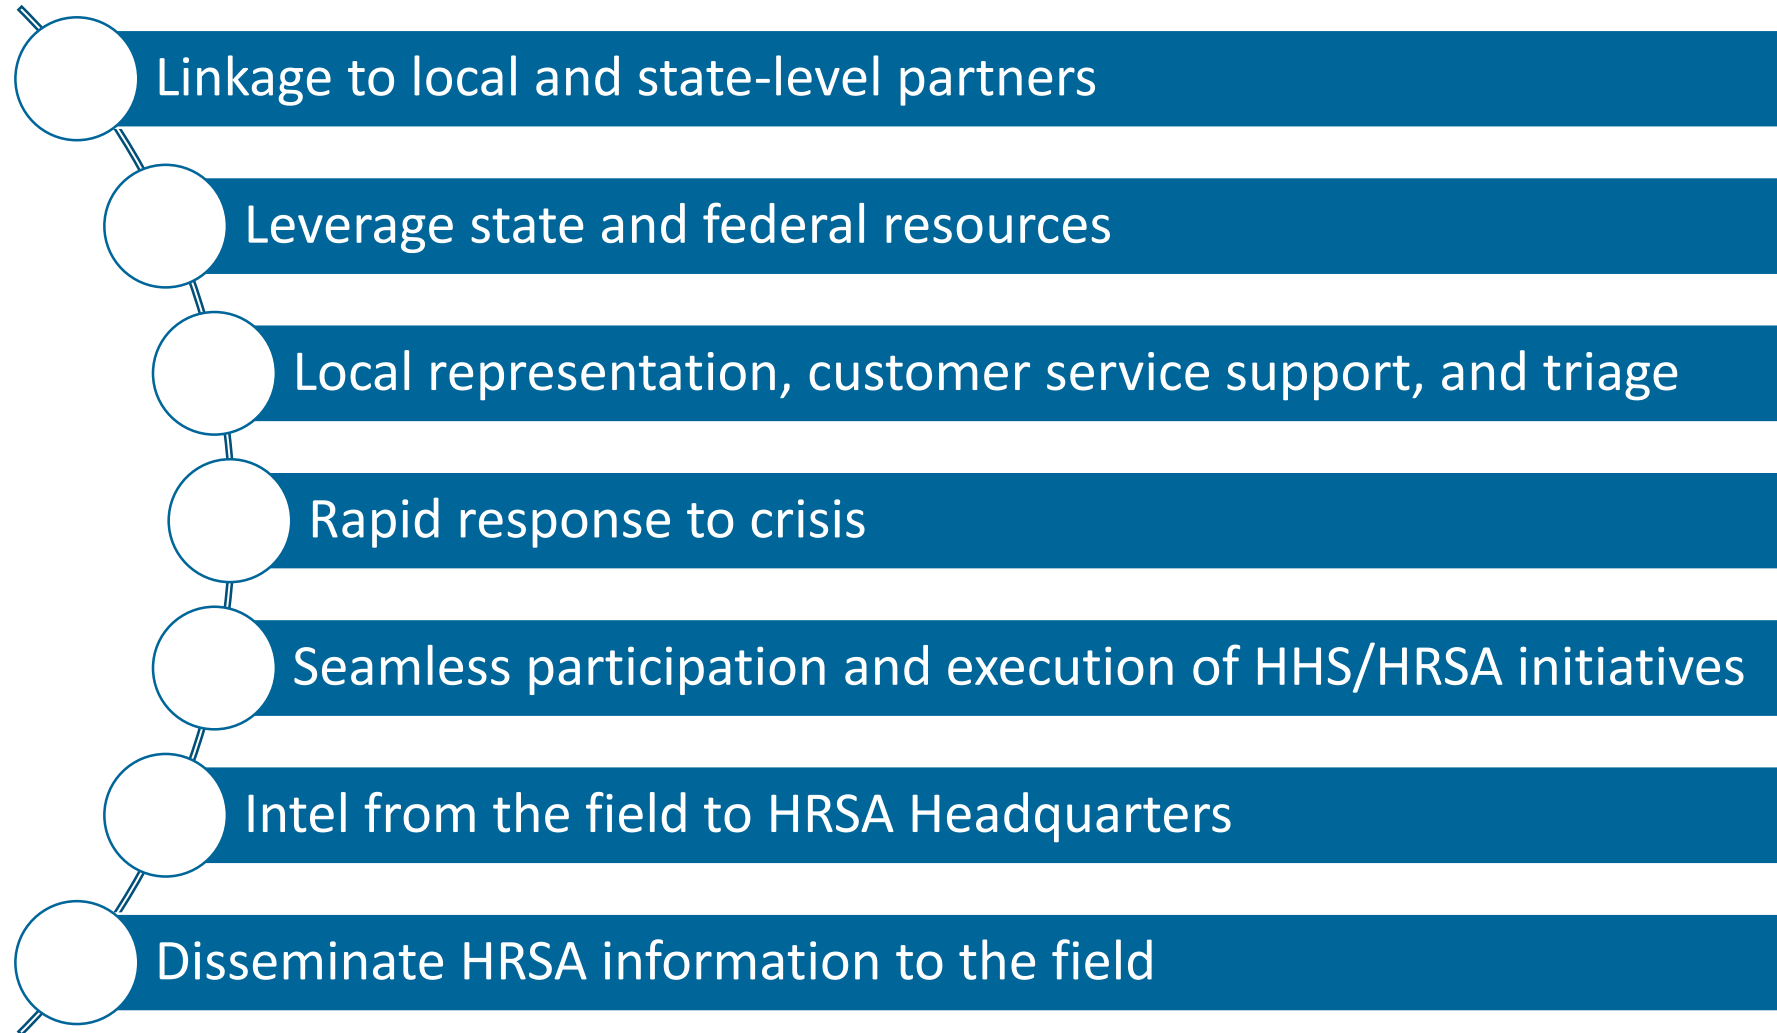 Linkage to local and state-level partners
Leverage state and federal resources
Local representation, customer service support, and triage
Rapid response to crisis
Seamless participation and execution of HHS/HRSA initiatives
Intel from the field to HRSA Headquarters
Disseminate HRSA information to the field